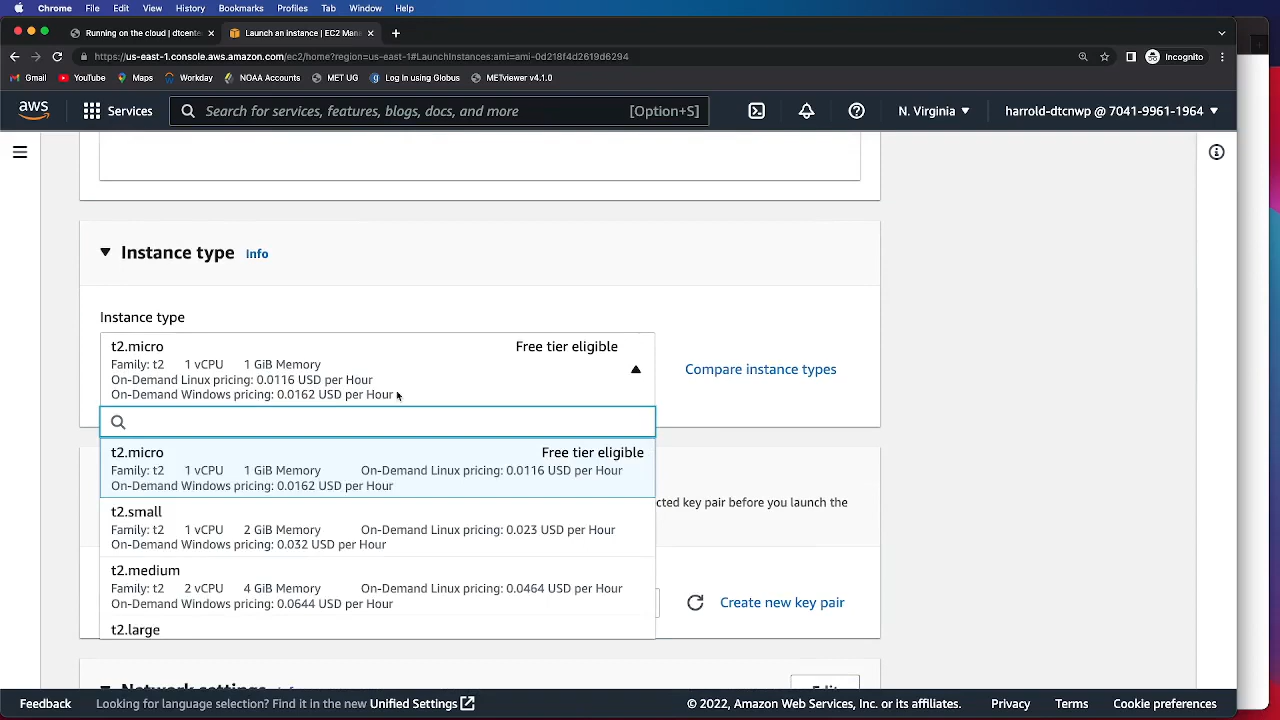 Chrome File Edit View History Bookmarks Profiles Tab Window Help
Running on the cloud | dtcente
Launch an instance | EC2 Man
https://us-east-1.console.aws.amazon.com/ec2/home?region=us-east-1#LaunchInstances:ami=ami-0d218f4d2619d6294
Incognito
Gmail YouTube Maps Workday NOAA Accounts MET UG Log In using Globus METviewer v4.1.0
aws Services Search for services, features, blogs, docs, and more [Option+S] N. Virginia harrold-dtcnwp @ 7041-9961-1964
Instance type Info
Instance type
t2.micro Free tier eligible
Family: t2 1 vCPU 1 GiB Memory
On-Demand Linux pricing: 0.0116 USD per Hour
On-Demand Windows pricing: 0.0162 USD per Hour
Compare instance types
t2.micro Free tier eligible
Family: t2 1 vCPU 1 GiB Memory On-Demand Linux pricing: 0.0116 USD per Hour
On-Demand Windows pricing: 0.0162 USD per Hour
cted key pair before you launch the
t2.small
Family: t2 1 vCPU 2 GiB Memory On-Demand Linux pricing: 0.023 USD per Hour
On-Demand Windows pricing: 0.032 USD per Hour
t2.medium
Family: t2 2 vCPU 4 GiB Memory On-Demand Linux pricing: 0.0464 USD per Hour
On-Demand Windows pricing: 0.0644 USD per Hour
Create new key pair
t2.large
Network settings
Edit
Feedback Looking for language selection? Find it in the new Unified Settings © 2022, Amazon Web Services, Inc. or its affiliates. Privacy Terms Cookie preferences